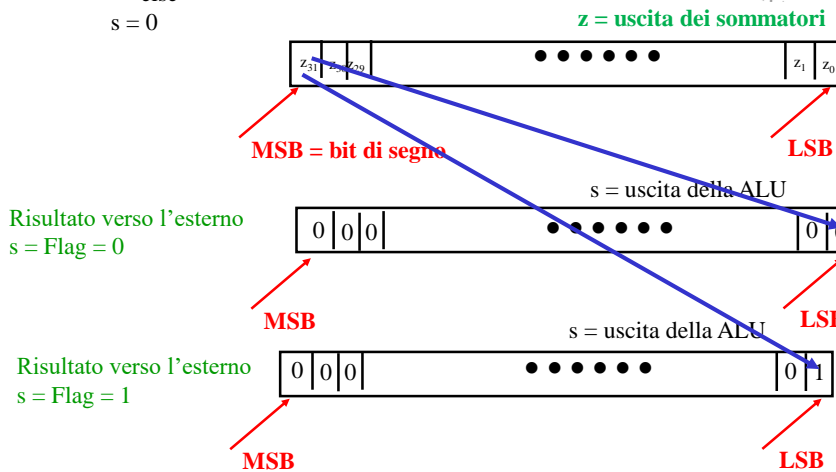 s = 0
z = uscita dei sommatori
z31 z29 z1 z0
MSB = bit di segno
LSB
s = uscita della ALU
Risultato verso l'esterno
s = Flag = 0
0 0 0 0
MSB
s = uscita della ALU
Risultato verso l'esterno
s = Flag = 1
0 0 0 0 1
MSB
LSB